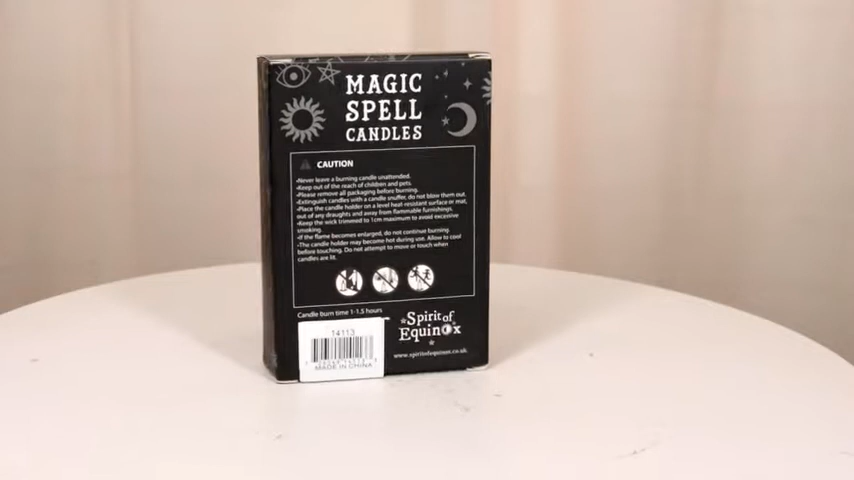 MAGIC
SPELL
CANDLES
CAUTION
•Never leave a burning candle unattended.
•Keep out of the reach of children and pets.
•Please remove all packaging before burning.
•Extinguish candles with a candle snuffer, do not blow them out.
•Place the candle holder on a level heat-resistant surface or mat,
out of any draughts and away from flammable furnishings.
•Keep the wick trimmed to 1cm maximum to avoid excessive
smoking.
•If the flame becomes enlarged, do not continue burning
•The candle holder may become hot during use. Allow to cool
before touching. Do not attempt to move or touch when
candles are lit.
Candle burn time 1-1.5 hours
Spirit of
Equinox
www.spiritofequinox.co.uk
14113
MADE IN CHINA